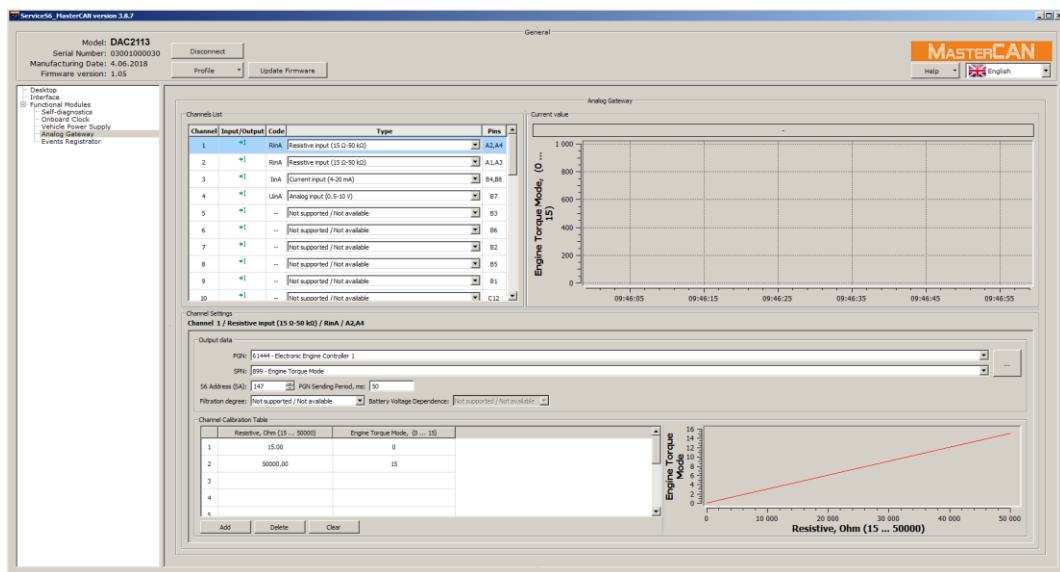 ServiceS6_MasterCAN version 3.8.7
General
Model: DAC2113
Serial Number: 03001000030
Manufacturing Date: 4.06.2018
Firmware version: 1.05
Disconnect
Profile
Update Firmware
MASTERCAN
Help
English
Desktop
Interface
Functional Modules
Self-diagnostics
Onboard Clock
Vehicle Power Supply
Analog Gateway
Events Registrator
Analog Gateway
Channels List
Channel Input/Output Code Type Pins
1 RinA Resistive input (15 Ω-50 kΩ) A2,A4
2 RinA Resistive input (15 Ω-50 kΩ) A1,A3
3 IinA Current input (4-20 mA) B4,B8
4 UinA Analog input (0.5-10 V) B7
5 -- Not supported / Not available B3
6 -- Not supported / Not available B6
7 -- Not supported / Not available B2
8 -- Not supported / Not available B5
9 -- Not supported / Not available B1
10 -- Not supported / Not available C12
Current value
-
Engine Torque Mode, (0 ...
15)
1 000
800
600
400
200
0
09:46:05 09:46:15 09:46:25 09:46:35 09:46:45 09:46:55
Channel Settings
Channel 1 / Resistive input (15 Ω-50 kΩ) / RinA / A2,A4
Output data
PGN: 61444 - Electronic Engine Controller 1
SPN: 899 - Engine Torque Mode
...
S6 Address (SA): 147 PGN Sending Period, ms: 50
Filtration degree: Not supported / Not available Battery Voltage Dependence: Not supported / Not available
Channel Calibration Table
Resistive, Ohm (15 ... 50000) Engine Torque Mode, (0 ... 15)
1 15.00 0
2 50000.00 15
3
4
5
Add Delete Clear
Engine Torque
Mode
16
14
12
10
8
6
4
2
0
0 10 000 20 000 30 000 40 000 50 000
Resistive, Ohm (15 ... 50000)